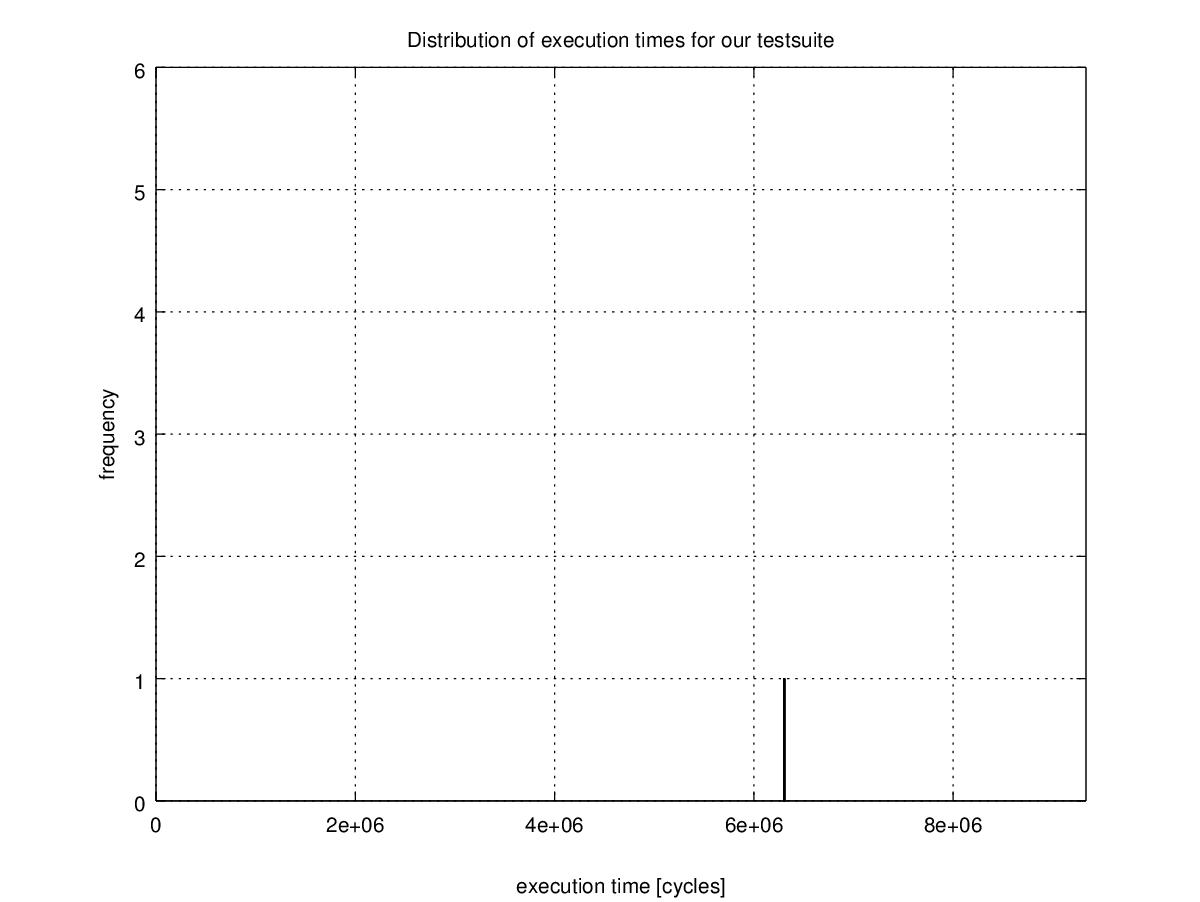 Distribution of execution times for our testsuite
6
5
4
3
2
1
0
frequency
0 2e+06 4e+06 6e+06 8e+06
execution time [cycles]